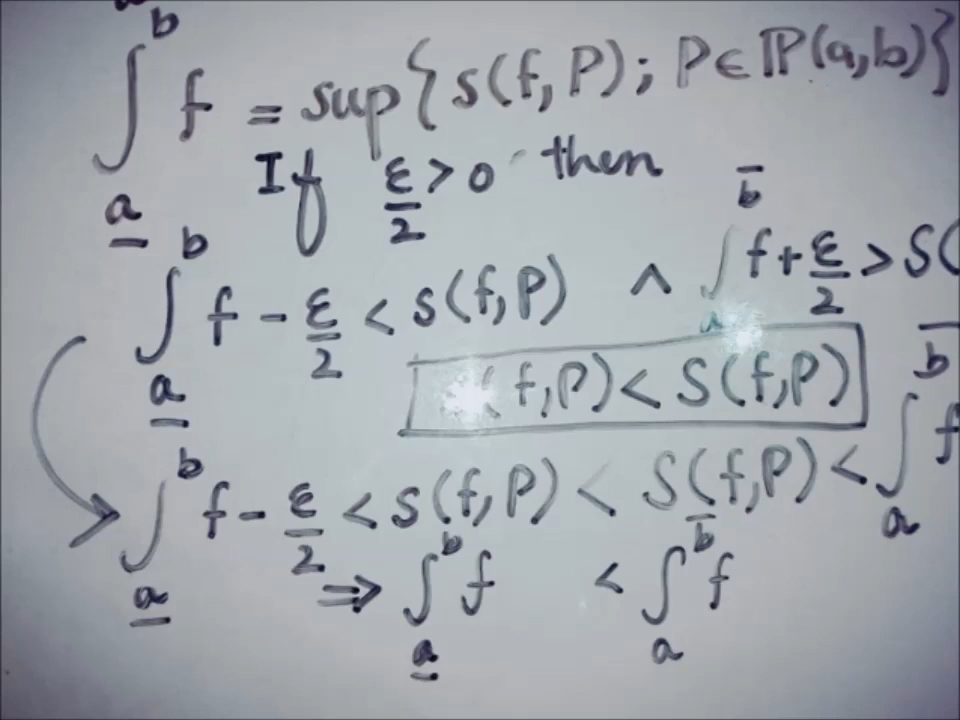 ∫_a̲^b f = sup{s(f,P); P∈ℙ(a,b)}
If ε/2 > 0 then
∫_a̲^b f - ε/2 < s(f,P) ∧ ∫_a^b̅ f + ε/2 > S(
(f,P) < S(f,P)
∫_a̲^b f - ε/2 < s(f,P) < S(f,P) < ∫_a^b̅ f
⇒ ∫_a̲^b f < ∫_a^b̅ f